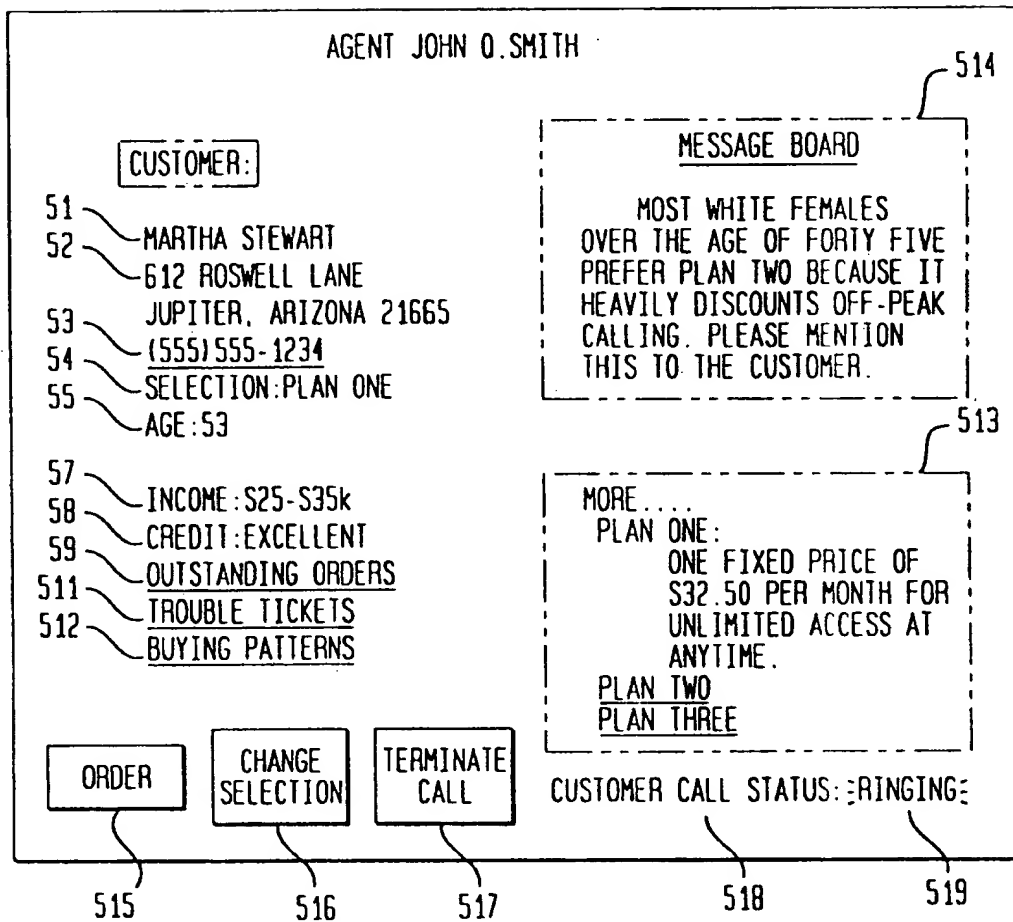 AGENT JOHN Q.SMITH
514
CUSTOMER:
51
MARTHA STEWART
52
612 ROSWELL LANE
JUPITER, ARIZONA 21665
53
(555)555-1234
54
SELECTION:PLAN ONE
55
AGE:53
57
INCOME:S25-S35k
58
CREDIT:EXCELLENT
59
OUTSTANDING ORDERS
511
TROUBLE TICKETS
512
BUYING PATTERNS
MESSAGE BOARD
MOST WHITE FEMALES
OVER THE AGE OF FORTY FIVE
PREFER PLAN TWO BECAUSE IT
HEAVILY DISCOUNTS OFF-PEAK
CALLING. PLEASE MENTION
THIS TO THE CUSTOMER.
513
MORE....
PLAN ONE:
ONE FIXED PRICE OF
S32.50 PER MONTH FOR
UNLIMITED ACCESS AT
ANYTIME.
PLAN TWO
PLAN THREE
ORDER
CHANGE
SELECTION
TERMINATE
CALL
CUSTOMER CALL STATUS: RINGING
515
516
517
518
519